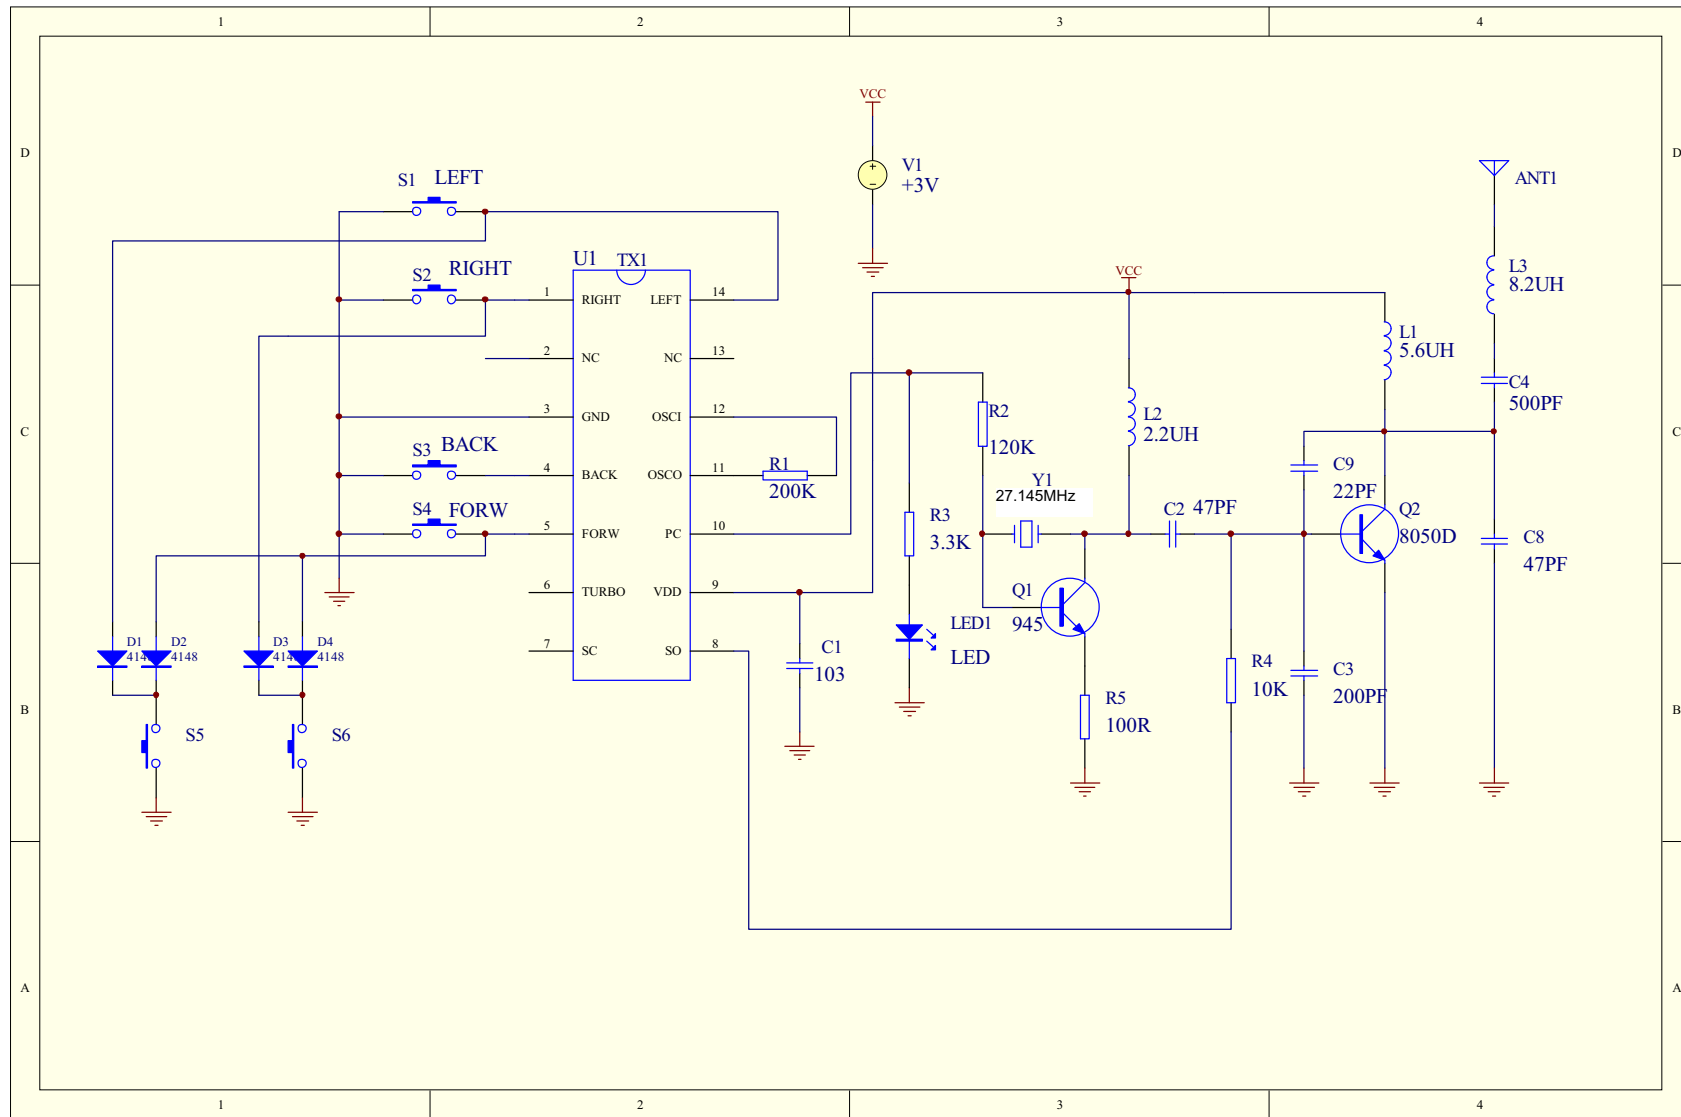 1 2 3 4
D D
C C
B B
A A
1 2 3 4
VCC
V1
+3V
S1 LEFT
S2 RIGHT
S3 BACK
S4 FORW
U1 TX1
1 RIGHT LEFT 14
2 NC NC 13
3 GND OSCI 12
4 BACK OSCO 11
5 FORW PC 10
6 TURBO VDD 9
7 SC SO 8
R1
200K
D1
D2
4148
D3
D4
4148
S5
S6
C1
103
R3
3.3K
LED1
LED
R2
120K
Y1
27.145MHz
Q1
945
R5
100R
VCC
L2
2.2UH
C2 47PF
R4
10K
C9
22PF
C3
200PF
L1
5.6UH
Q2
8050D
ANT1
L3
8.2UH
C4
500PF
C8
47PF